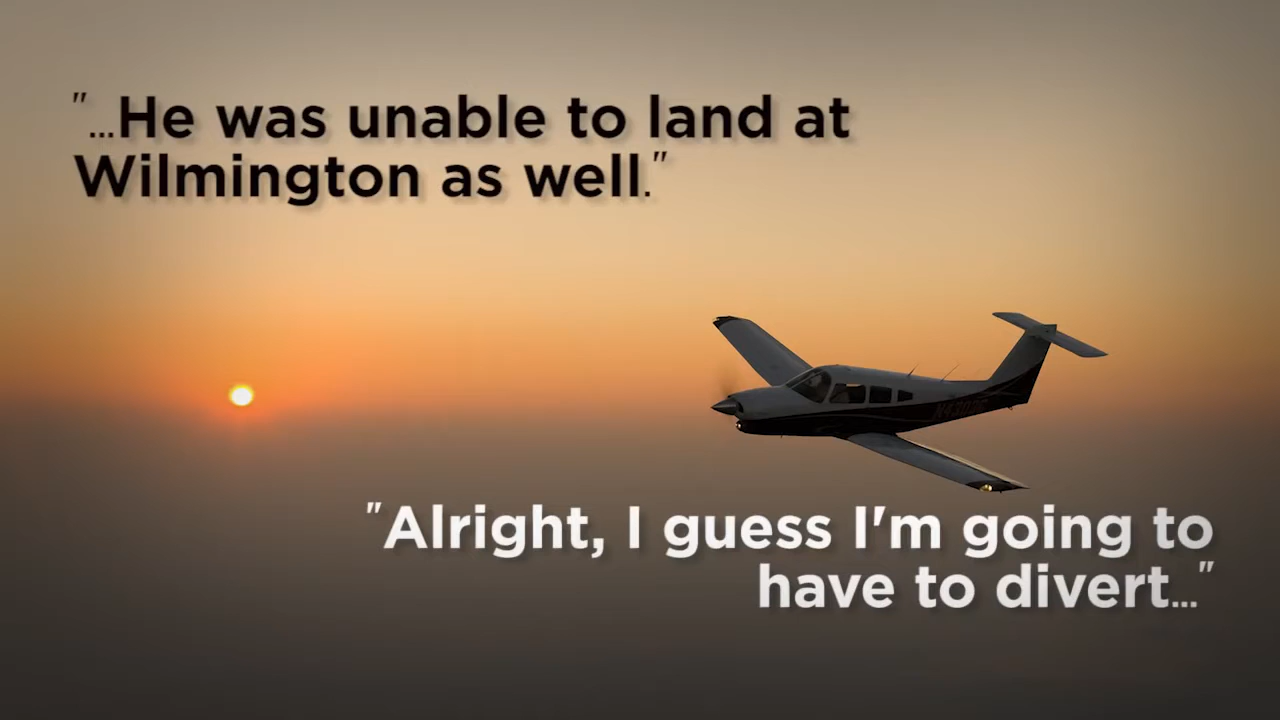 "...He was unable to land at
Wilmington as well."
"Alright, I guess I'm going to
have to divert..."